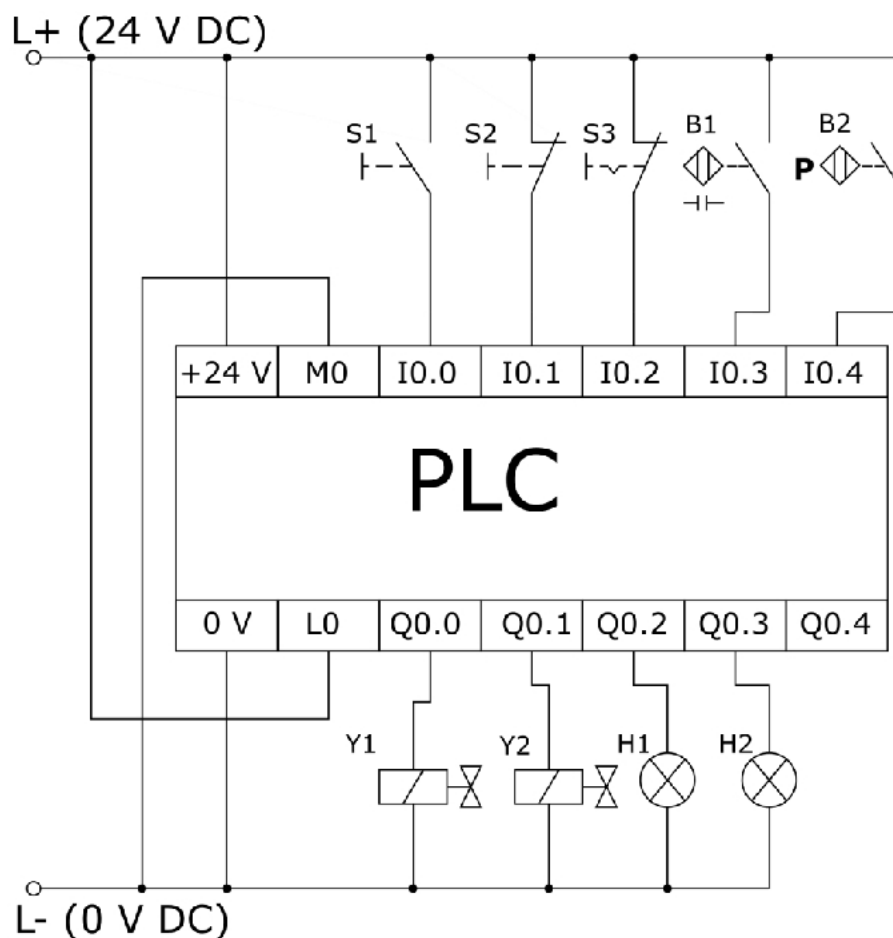 L+ (24 V DC)
S1 S2 S3 B1 B2
P
+24 V M0 I0.0 I0.1 I0.2 I0.3 I0.4
PLC
0 V L0 Q0.0 Q0.1 Q0.2 Q0.3 Q0.4
Y1 Y2 H1 H2
L- (0 V DC)